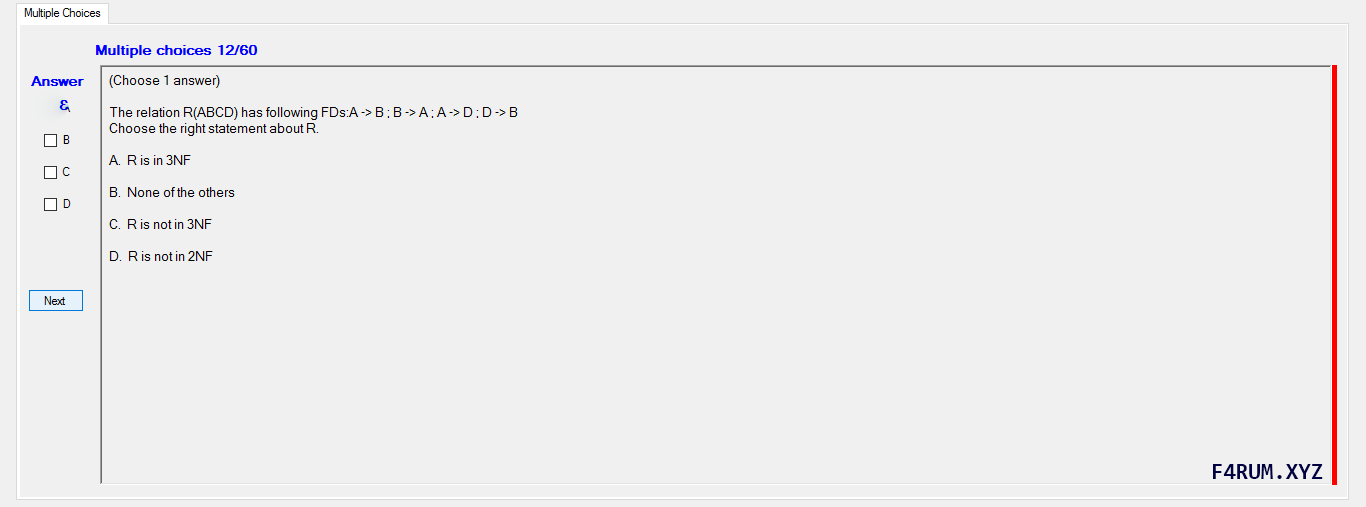 Multiple Choices
Multiple choices 12/60
Answer
(Choose 1 answer)
The relation R(ABCD) has following FDs:A -> B ; B -> A ; A -> D ; D -> B
Choose the right statement about R.
A. R is in 3NF
B. None of the others
C. R is not in 3NF
D. R is not in 2NF
B
C
D
Next
F4RUM.XYZ